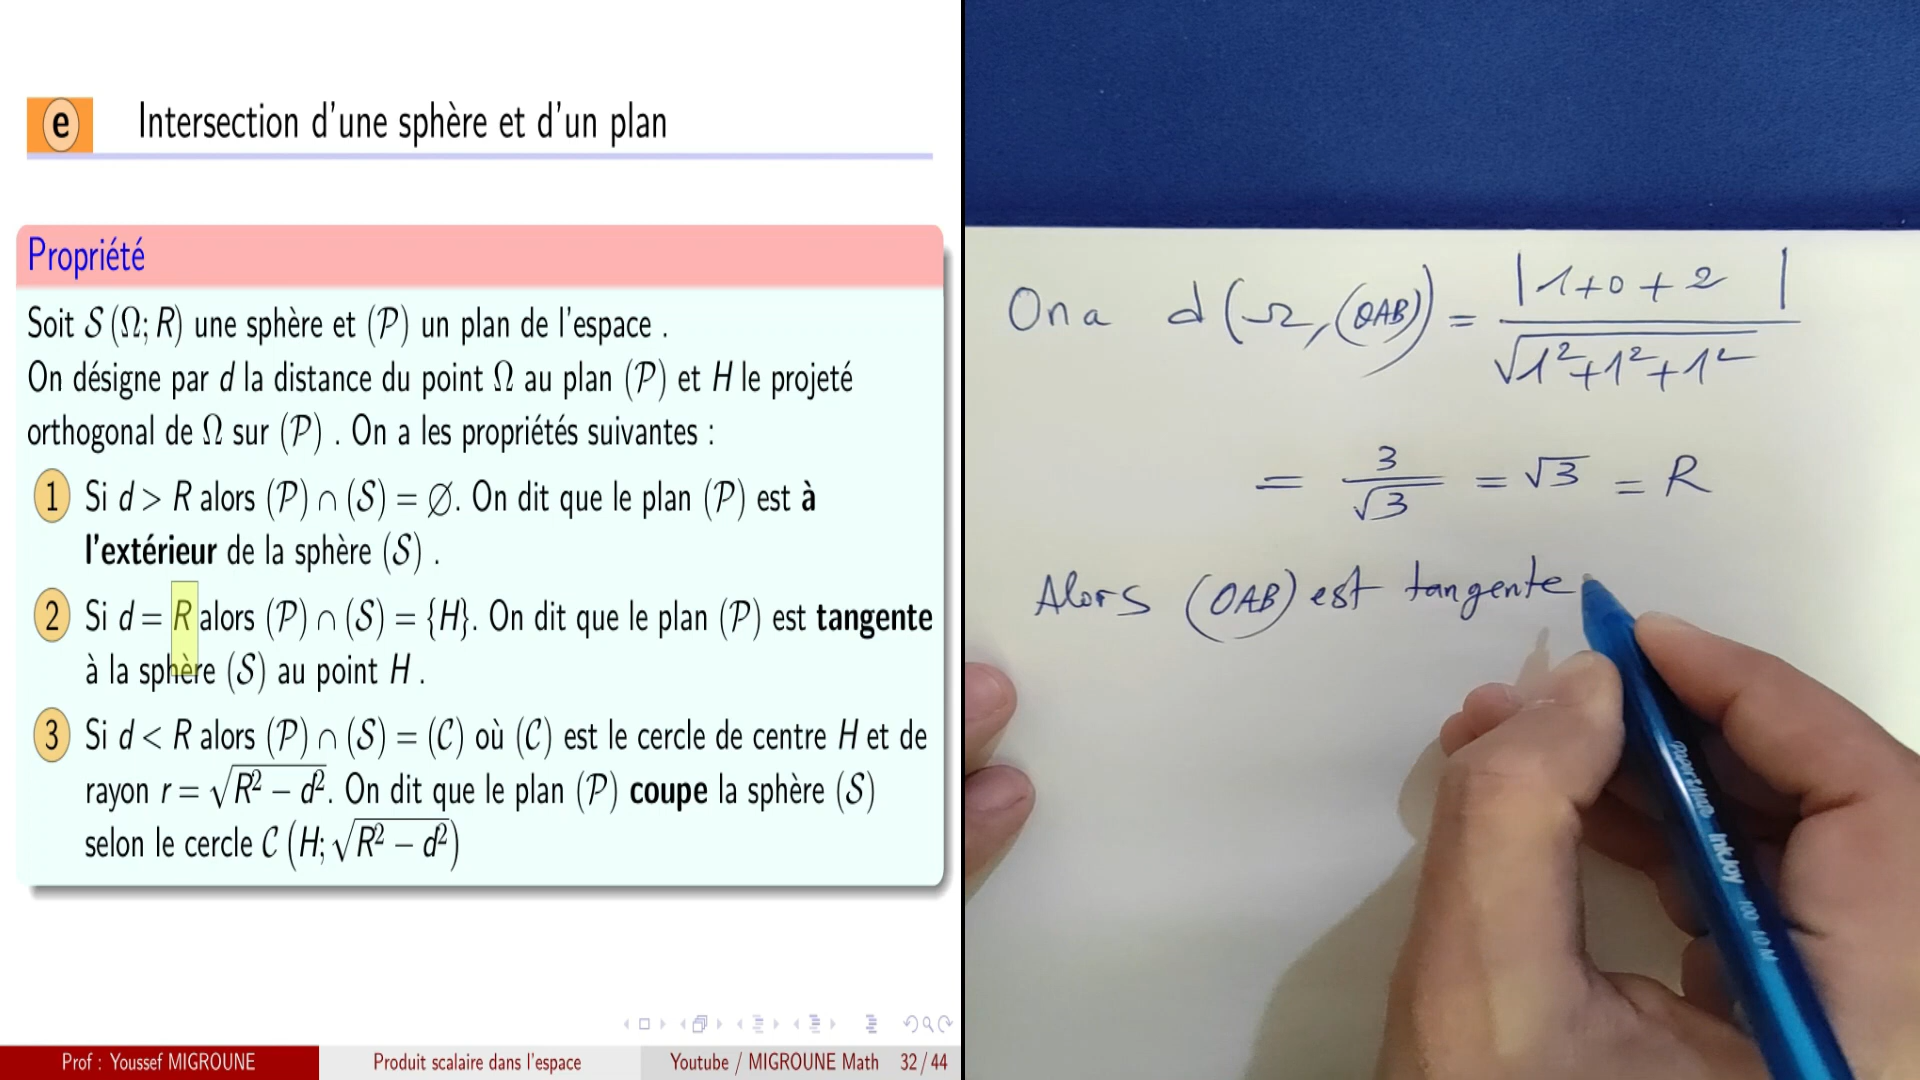 e Intersection d'une sphère et d'un plan
Propriété
Soit 𝒮(Ω; R) une sphère et (𝒫) un plan de l'espace .
On désigne par d la distance du point Ω au plan (𝒫) et H le projeté
orthogonal de Ω sur (𝒫) . On a les propriétés suivantes :
1 Si d > R alors (𝒫) ∩ (𝒮) = ∅. On dit que le plan (𝒫) est à
l'extérieur de la sphère (𝒮) .
2 Si d = R alors (𝒫) ∩ (𝒮) = {H}. On dit que le plan (𝒫) est tangente
à la sphère (𝒮) au point H .
3 Si d < R alors (𝒫) ∩ (𝒮) = (𝒞) où (𝒞) est le cercle de centre H et de
rayon r = √(R² − d²). On dit que le plan (𝒫) coupe la sphère (𝒮)
selon le cercle 𝒞 (H; √(R² − d²))
Prof : Youssef MIGROUNE Produit scalaire dans l'espace Youtube / MIGROUNE Math 32 / 44
On a d(Ω, (OAB)) = |1+0+2| / √(1²+1²+1²)
= 3/√3 = √3 = R
Alors (OAB) est tangente
PaperMate InkJoy 100 1.0 M